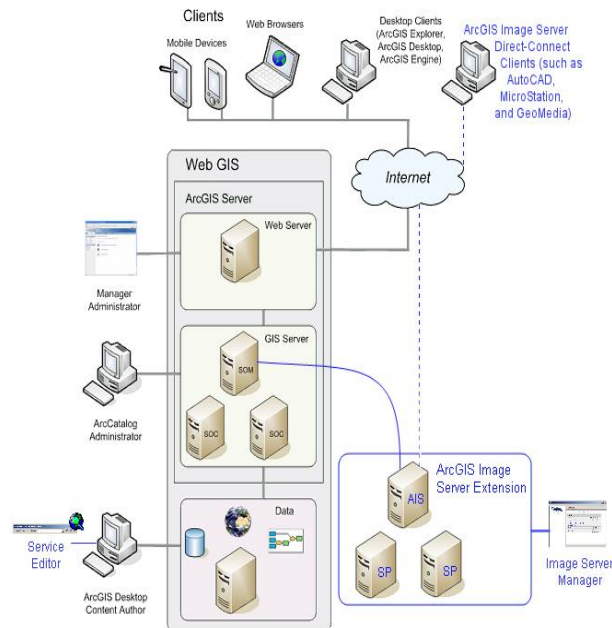 Clients
Mobile Devices
Web Browsers
Desktop Clients
(ArcGIS Explorer,
ArcGIS Desktop,
ArcGIS Engine)
ArcGIS Image Server
Direct-Connect
Clients (such as
AutoCAD,
MicroStation,
and GeoMedia)
Internet
Web GIS
ArcGIS Server
Web Server
Manager
Administrator
GIS Server
SOM
SOC
SOC
ArcCatalog
Administrator
ArcGIS Image
Server Extension
AIS
SP
SP
Image Server
Manager
Data
Service
Editor
ArcGIS Desktop
Content Author